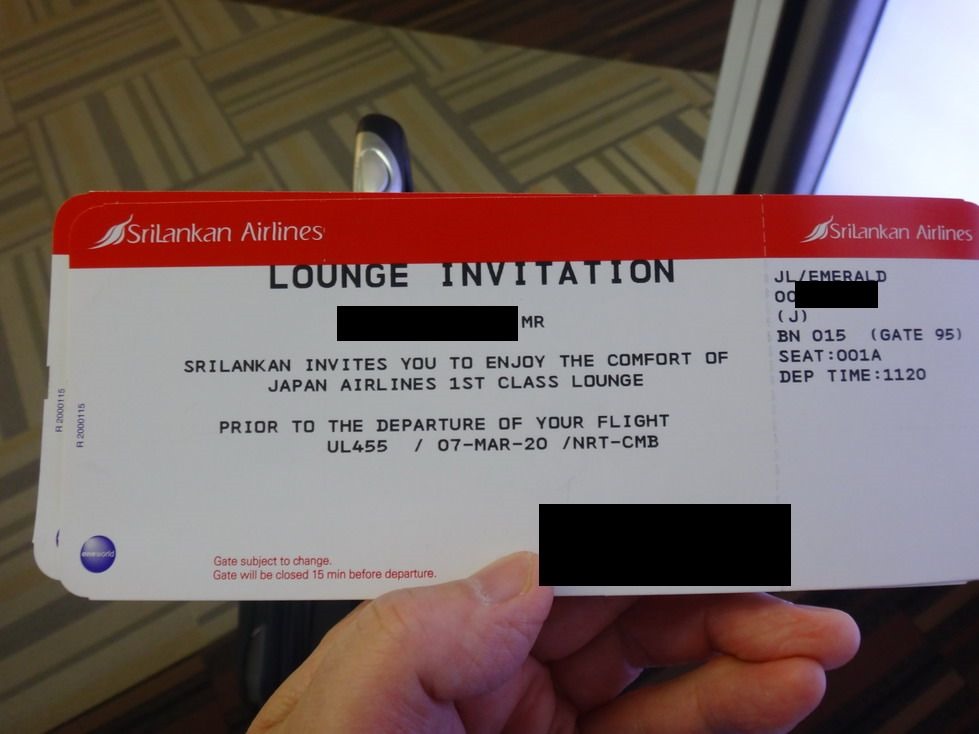 SriLankan Airlines
LOUNGE INVITATION
MR
SRILANKAN INVITES YOU TO ENJOY THE COMFORT OF
JAPAN AIRLINES 1ST CLASS LOUNGE
PRIOR TO THE DEPARTURE OF YOUR FLIGHT
UL455 / 07-MAR-20 /NRT-CMB
Gate subject to change.
Gate will be closed 15 min before departure.
oneworld
R 2000115
R 2000115
SriLankan Airlines
JL/EMERALD
00
(J)
BN 015 (GATE 95)
SEAT:001A
DEP TIME:1120